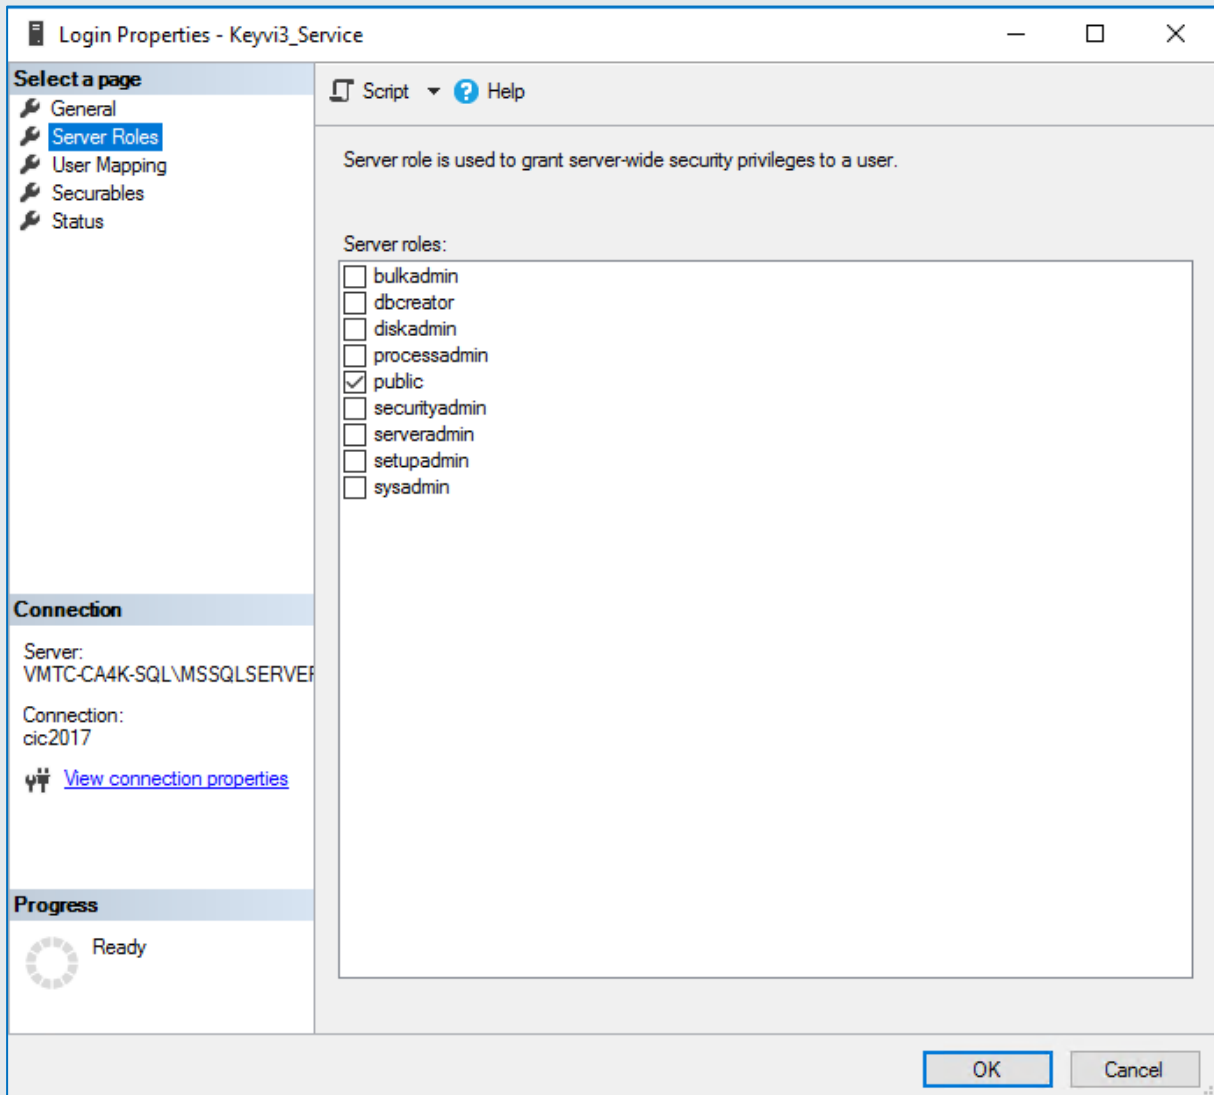 Login Properties - Keyvi3_Service
Select a page
General
Server Roles
User Mapping
Securables
Status
Script
Help
Server role is used to grant server-wide security privileges to a user.
Server roles:
bulkadmin
dbcreator
diskadmin
processadmin
public
securityadmin
serveradmin
setupadmin
sysadmin
Connection
Server:
VMTC-CA4K-SQL\MSSQLSERVER
Connection:
cic2017
View connection properties
Progress
Ready
OK
Cancel